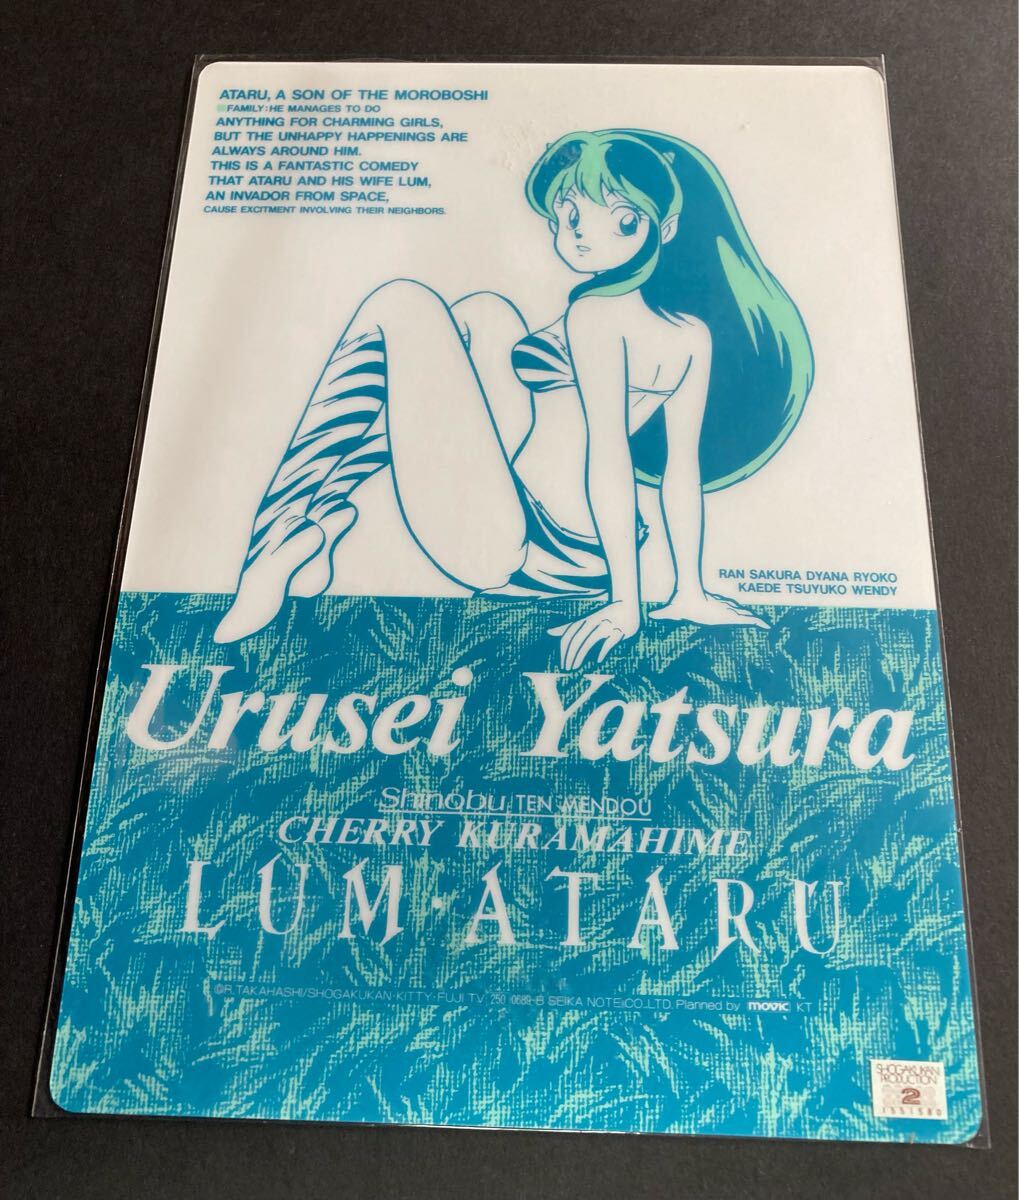 ATARU, A SON OF THE MOROBOSHI
FAMILY:HE MANAGES TO DO
ANYTHING FOR CHARMING GIRLS,
BUT THE UNHAPPY HAPPENINGS ARE
ALWAYS AROUND HIM.
THIS IS A FANTASTIC COMEDY
THAT ATARU AND HIS WIFE LUM,
AN INVADOR FROM SPACE,
CAUSE EXCITMENT INVOLVING THEIR NEIGHBORS.
RAN SAKURA DYANA RYOKO
KAEDE TSUYUKO WENDY
Urusei Yatsura
Shinobu TEN MENDOU
CHERRY KURAMAHIME
LUM·ATARU
©R.TAKAHASHI/SHOGAKUKAN·KITTY·FUJI TV 250 0689-B SEIKA NOTE CO.,LTD. Planned by movic KT
SHOGAKUKAN
PRODUCTION
2
1551580